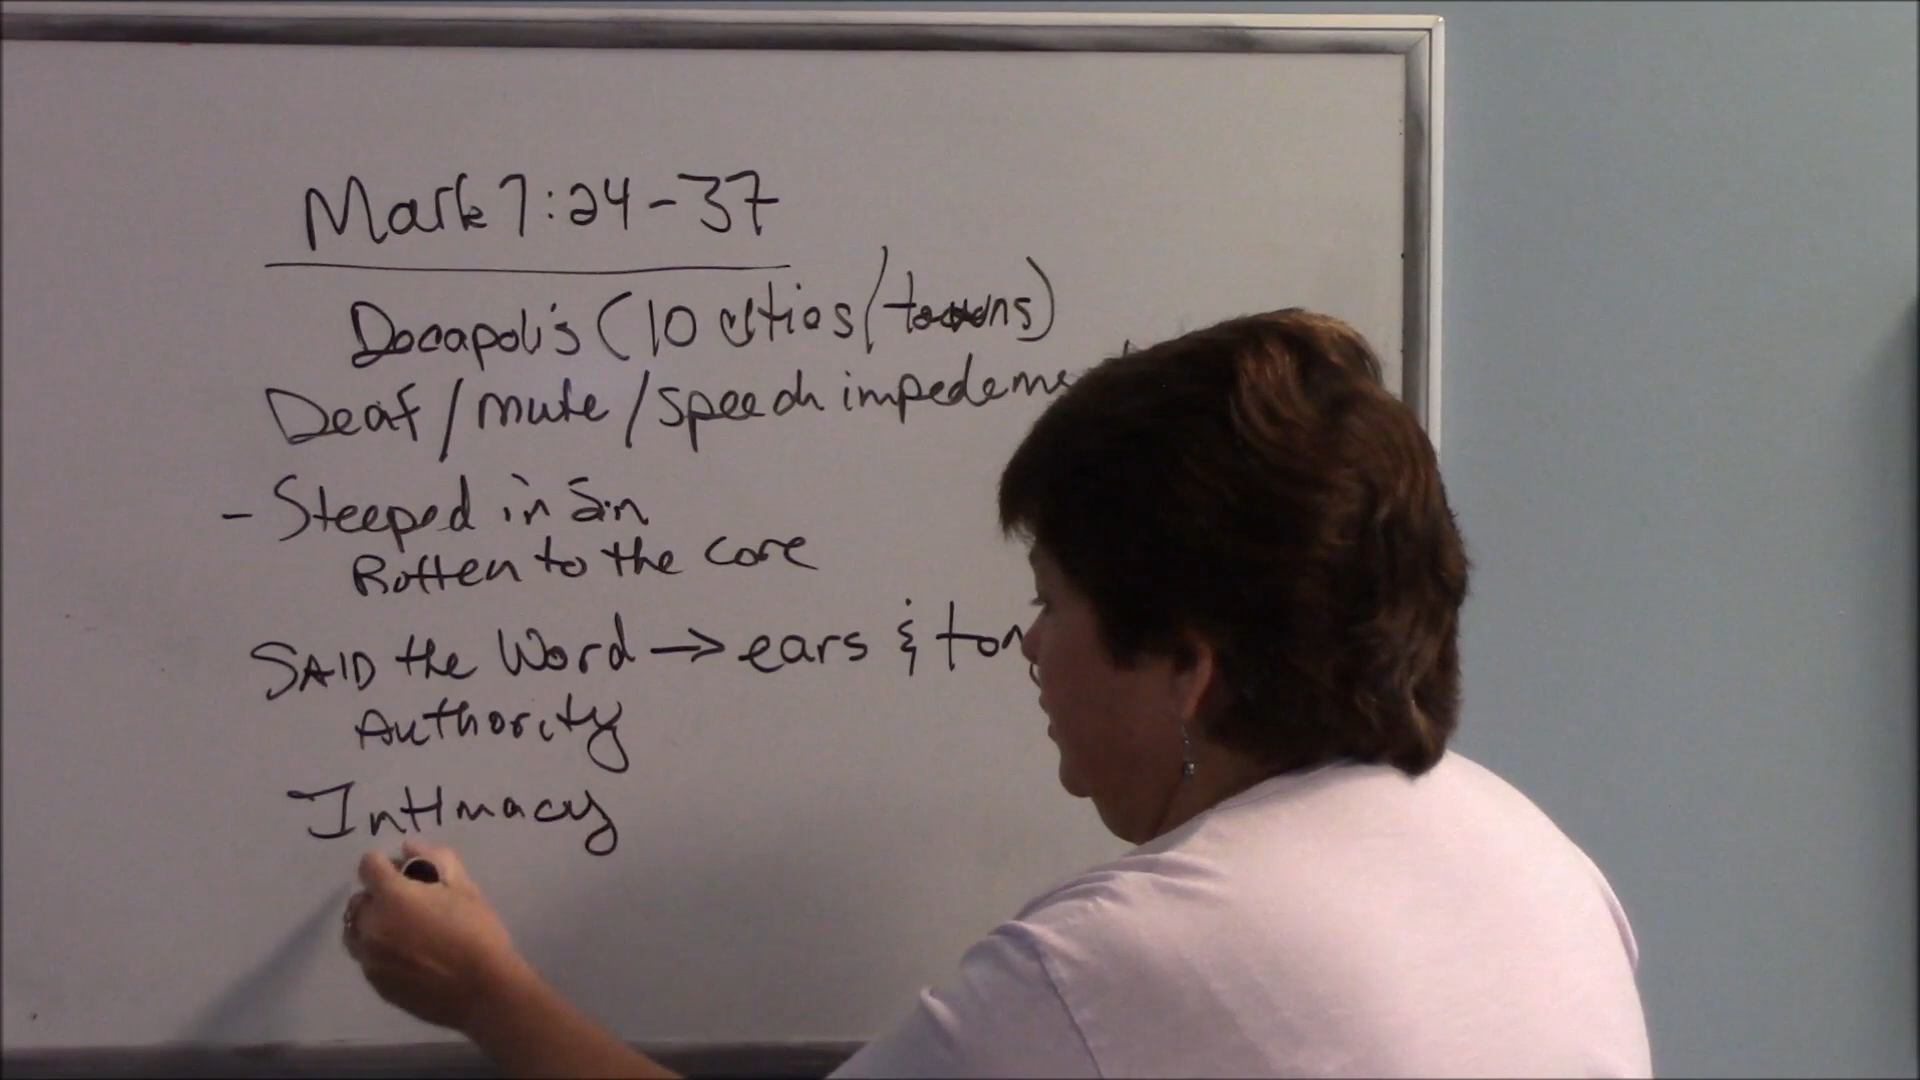 Mark 7:24-37
Decapolis (10 cities/towns)
Deaf/mute/speech impedeme
- Steeped in Sin
Rotten to the core
SAID the Word → ears & ton
Authority
Intimacy